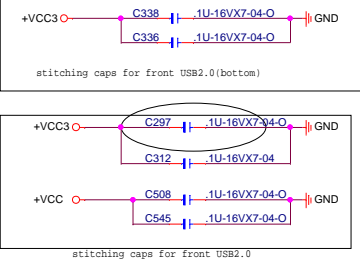 +VCC3 C338 .1U-16VX7-04-O GND
C336 .1U-16VX7-04-O
stitching caps for front USB2.0(bottom)
+VCC3 C297 .1U-16VX7-04-O GND
C312 .1U-16VX7-04
+VCC C508 .1U-16VX7-04-O GND
C545 .1U-16VX7-04-O
stitching caps for front USB2.0